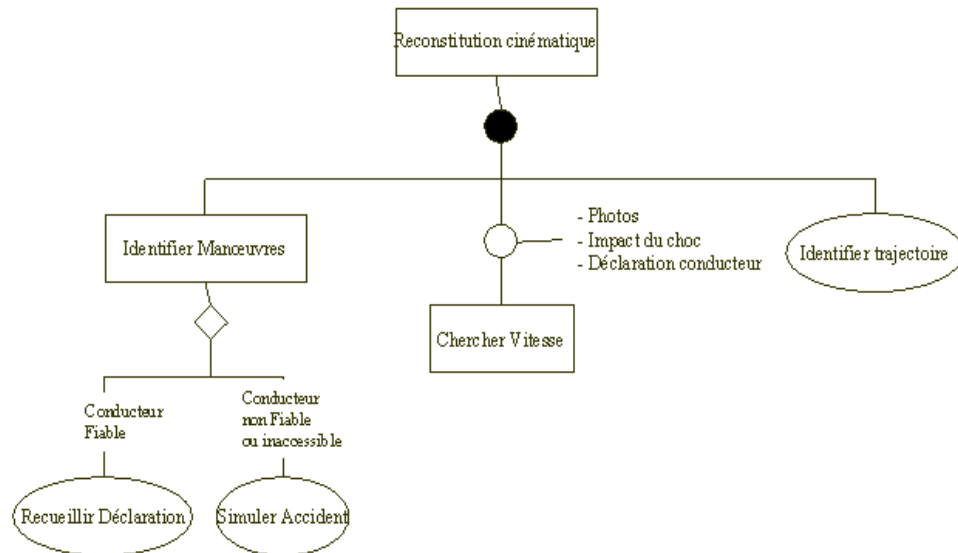 Reconstitution cinématique
Identifier Manœuvres
- Photos
- Impact du choc
- Déclaration conducteur
Identifier trajectoire
Chercher Vitesse
Conducteur
Fiable
Conducteur
non Fiable
ou inaccessible
Recueillir Déclaration
Simuler Accident